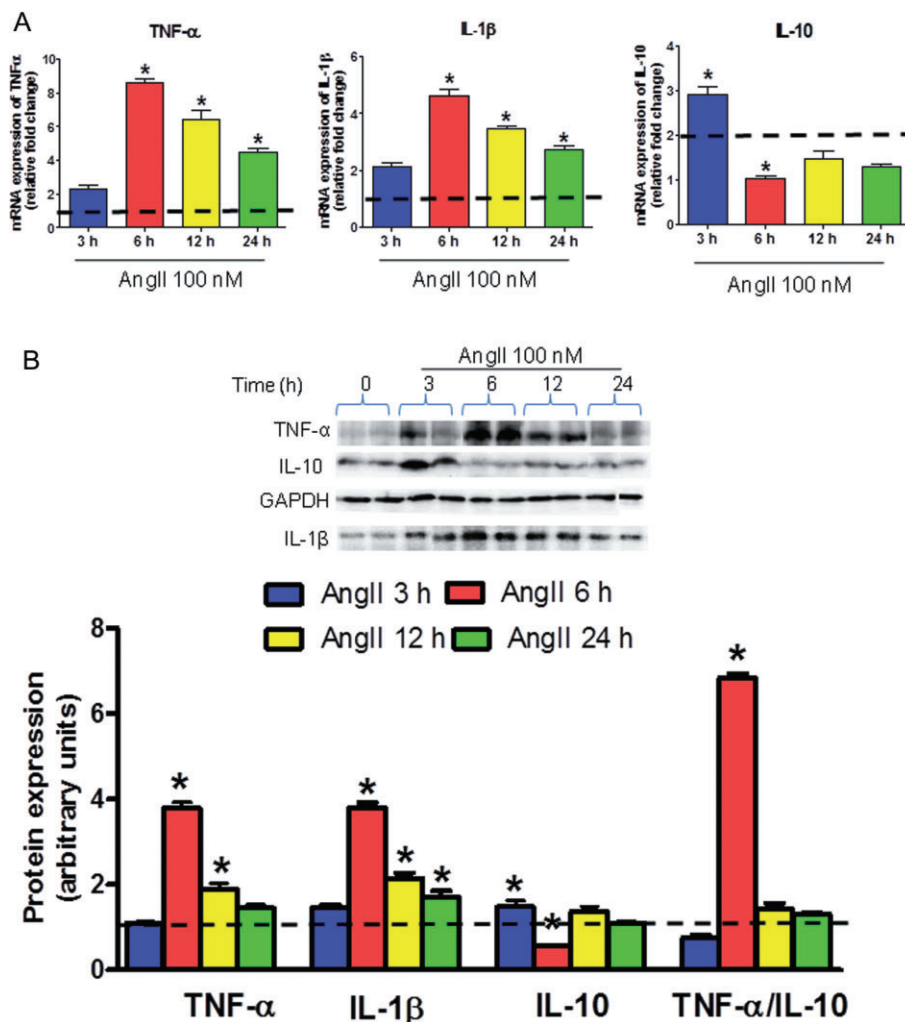 A
TNF-α
mRNA expression of TNFα
(relative fold change)
10
8
6
4
2
0
*
*
*
3 h 6 h 12 h 24 h
AngII 100 nM
IL-1β
mRNA expression of IL-1β
(relative fold change)
6
4
2
0
*
*
*
3 h 6 h 12 h 24 h
AngII 100 nM
IL-10
mRNA expression of IL-10
(relative fold change)
4
3
2
1
0
*
*
3 h 6 h 12 h 24 h
AngII 100 nM
B
AngII 100 nM
Time (h) 0 3 6 12 24
TNF-α
IL-10
GAPDH
IL-1β
AngII 3 h AngII 6 h
AngII 12 h AngII 24 h
Protein expression
(arbitrary units)
8
6
4
2
0
*
*
*
*
*
*
*
*
TNF-α IL-1β IL-10 TNF-α/IL-10